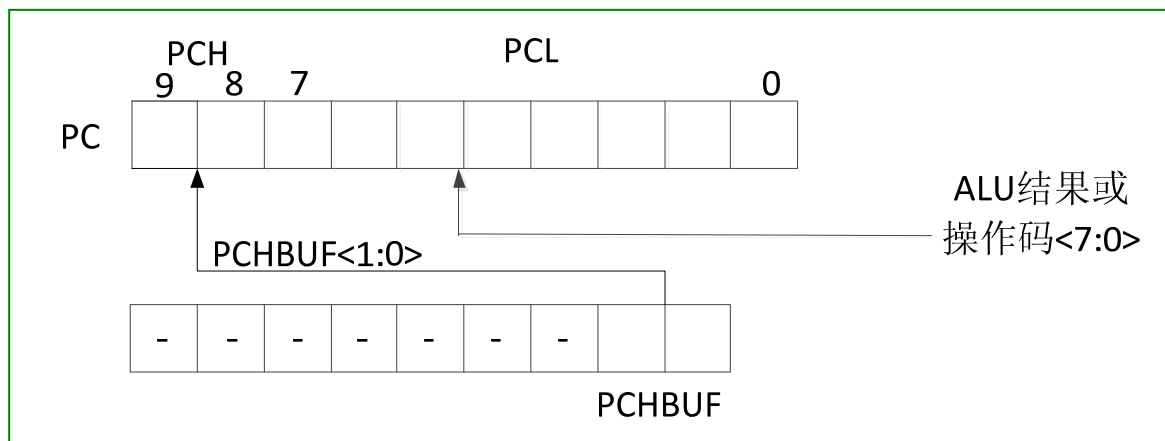 PCH PCL
9 8 7 0
PC
ALU结果或
操作码<7:0>
PCHBUF<1:0>
- - - - - - -
PCHBUF